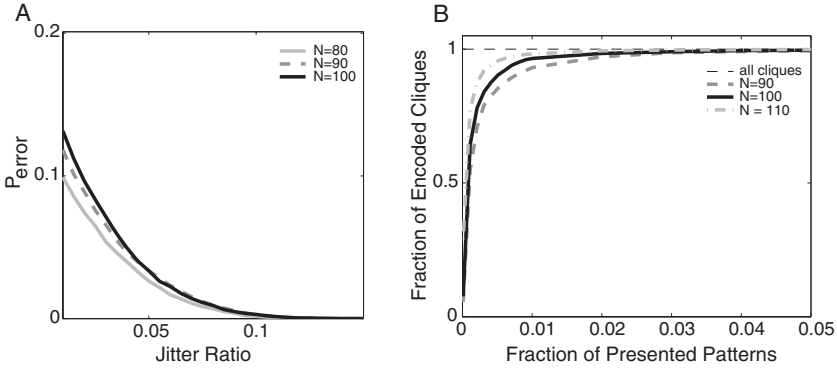 A
0.2
N=80
N=90
N=100
0.1
P_error
0
0.05
0.1
Jitter Ratio
B
1
all cliques
N=90
N=100
N = 110
0.5
Fraction of Encoded Cliques
0
0
0.01
0.02
0.03
0.04
0.05
Fraction of Presented Patterns